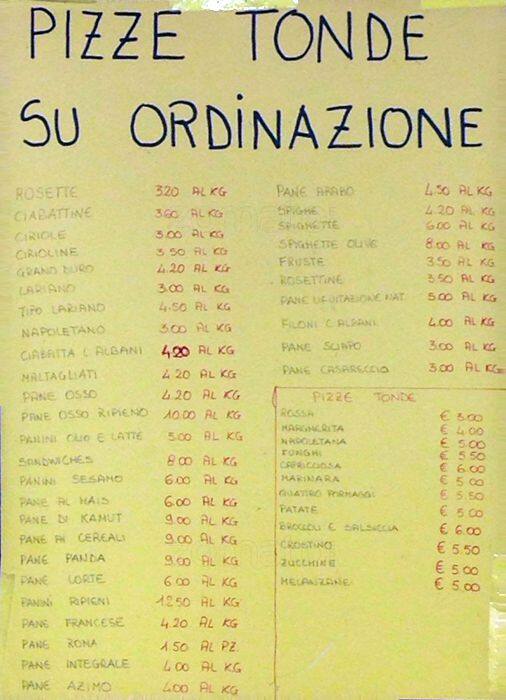 PIZZE TONDE
SU ORDINAZIONE
ROSETTE 3.20 AL KG
CIABATTINE 3.60 AL KG
CIRIOLE 3.00 AL KG
CIRIOLINE 3.50 AL KG
GRANO DURO 4.20 AL KG
LARIANO 3.00 AL KG
TIPO LARIANO 4.50 AL KG
NAPOLETANO 3.00 AL KG
CIABATTA C. ALBANI 4.20 AL KG
MALTAGLIATI 4.20 AL KG
PANE OSSO 4.20 AL KG
PANE OSSO RIPIENO 10.00 AL KG
PANINI OLIO E LATTE 5.00 AL KG
SANDWICHES 8.00 AL KG
PANINI SESAMO 6.00 AL KG
PANE AL MAIS 6.00 AL KG
PANE DI KAMUT 9.00 AL KG
PANE AI CEREALI 9.00 AL KG
PANE PANDA 9.00 AL KG
PANE 6.00 AL KG
PANINI RIPIENI 12.50 AL KG
PANE FRANCESE 4.20 AL KG
PANE ROMA 1.50 AL PZ.
PANE INTEGRALE 4.00 AL KG
PANE AZIMO 4.00 AL KG
PANE ARABO 4.50 AL KG
SPIGHE 4.20 AL KG
SPIGHETTE 6.00 AL KG
SPIGHETTE OLIVE 8.00 AL KG
FRUSTE 3.50 AL KG
ROSETTINE 3.50 AL KG
PANE NAT. 5.00 AL KG
FILONI C. ALBANI 4.00 AL KG
PANE SCIAPO 3.00 AL KG
PANE CASARECCIO 3.00 AL KG
PIZZE TONDE
ROSSA € 3.00
MARGHERITA € 4.00
NAPOLETANA € 5.00
FUNGHI € 5.50
CAPRICCIOSA € 6.00
MARINARA € 5.00
QUATTRO FORMAGGI € 5.50
PATATE € 5.00
BROCCOLI E SALSICCIA € 6.00
CROSTINO € 5.50
ZUCCHINE € 5.00
MELANZANE € 5.00